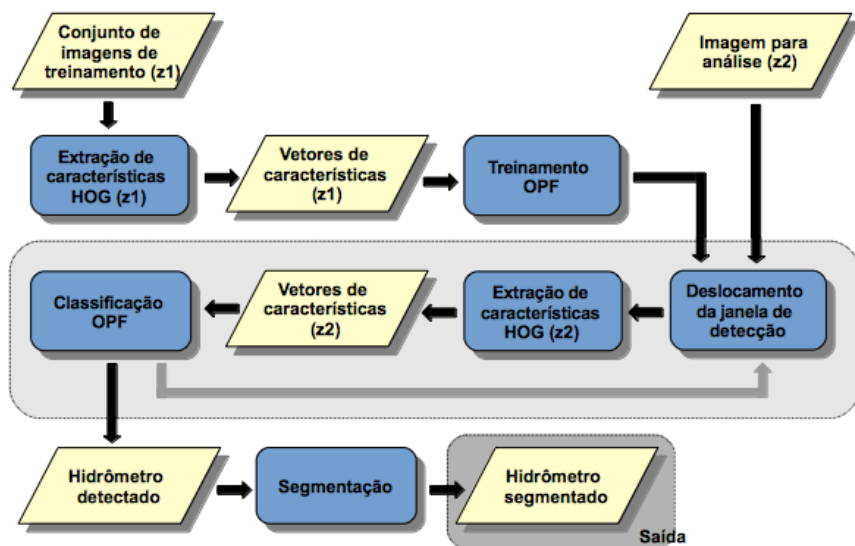 Conjunto de
imagens de
treinamento (z1)
Imagem para
análise (z2)
Extração de
características
HOG (z1)
Vetores de
características
(z1)
Treinamento
OPF
Classificação
OPF
Vetores de
características
(z2)
Extração de
características
HOG (z2)
Deslocamento
da janela de
detecção
Hidrômetro
detectado
Segmentação
Hidrômetro
segmentado
Saída